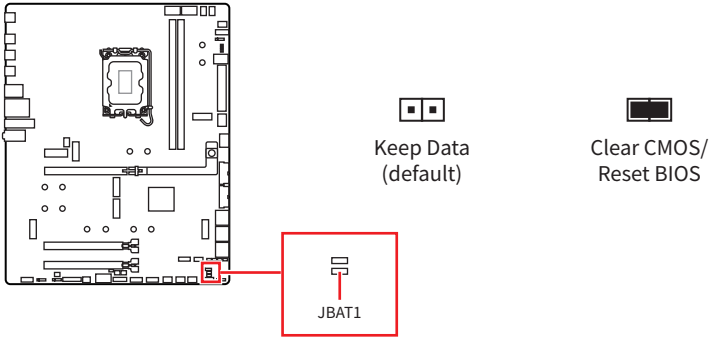 Keep Data
(default)
Clear CMOS/
Reset BIOS
JBAT1